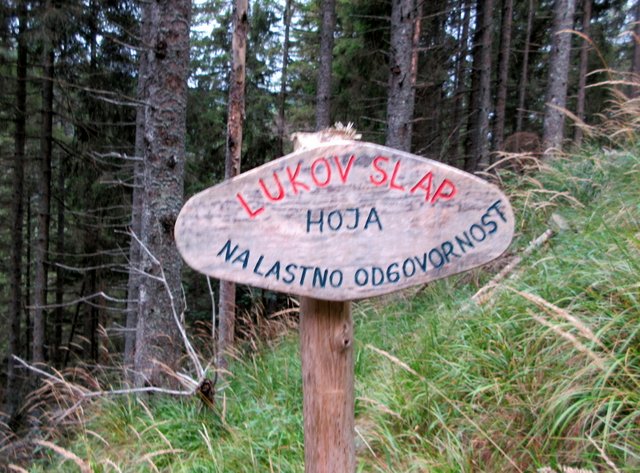 LUKOV SLAP
HOJA
NA LASTNO ODGOVORNOST